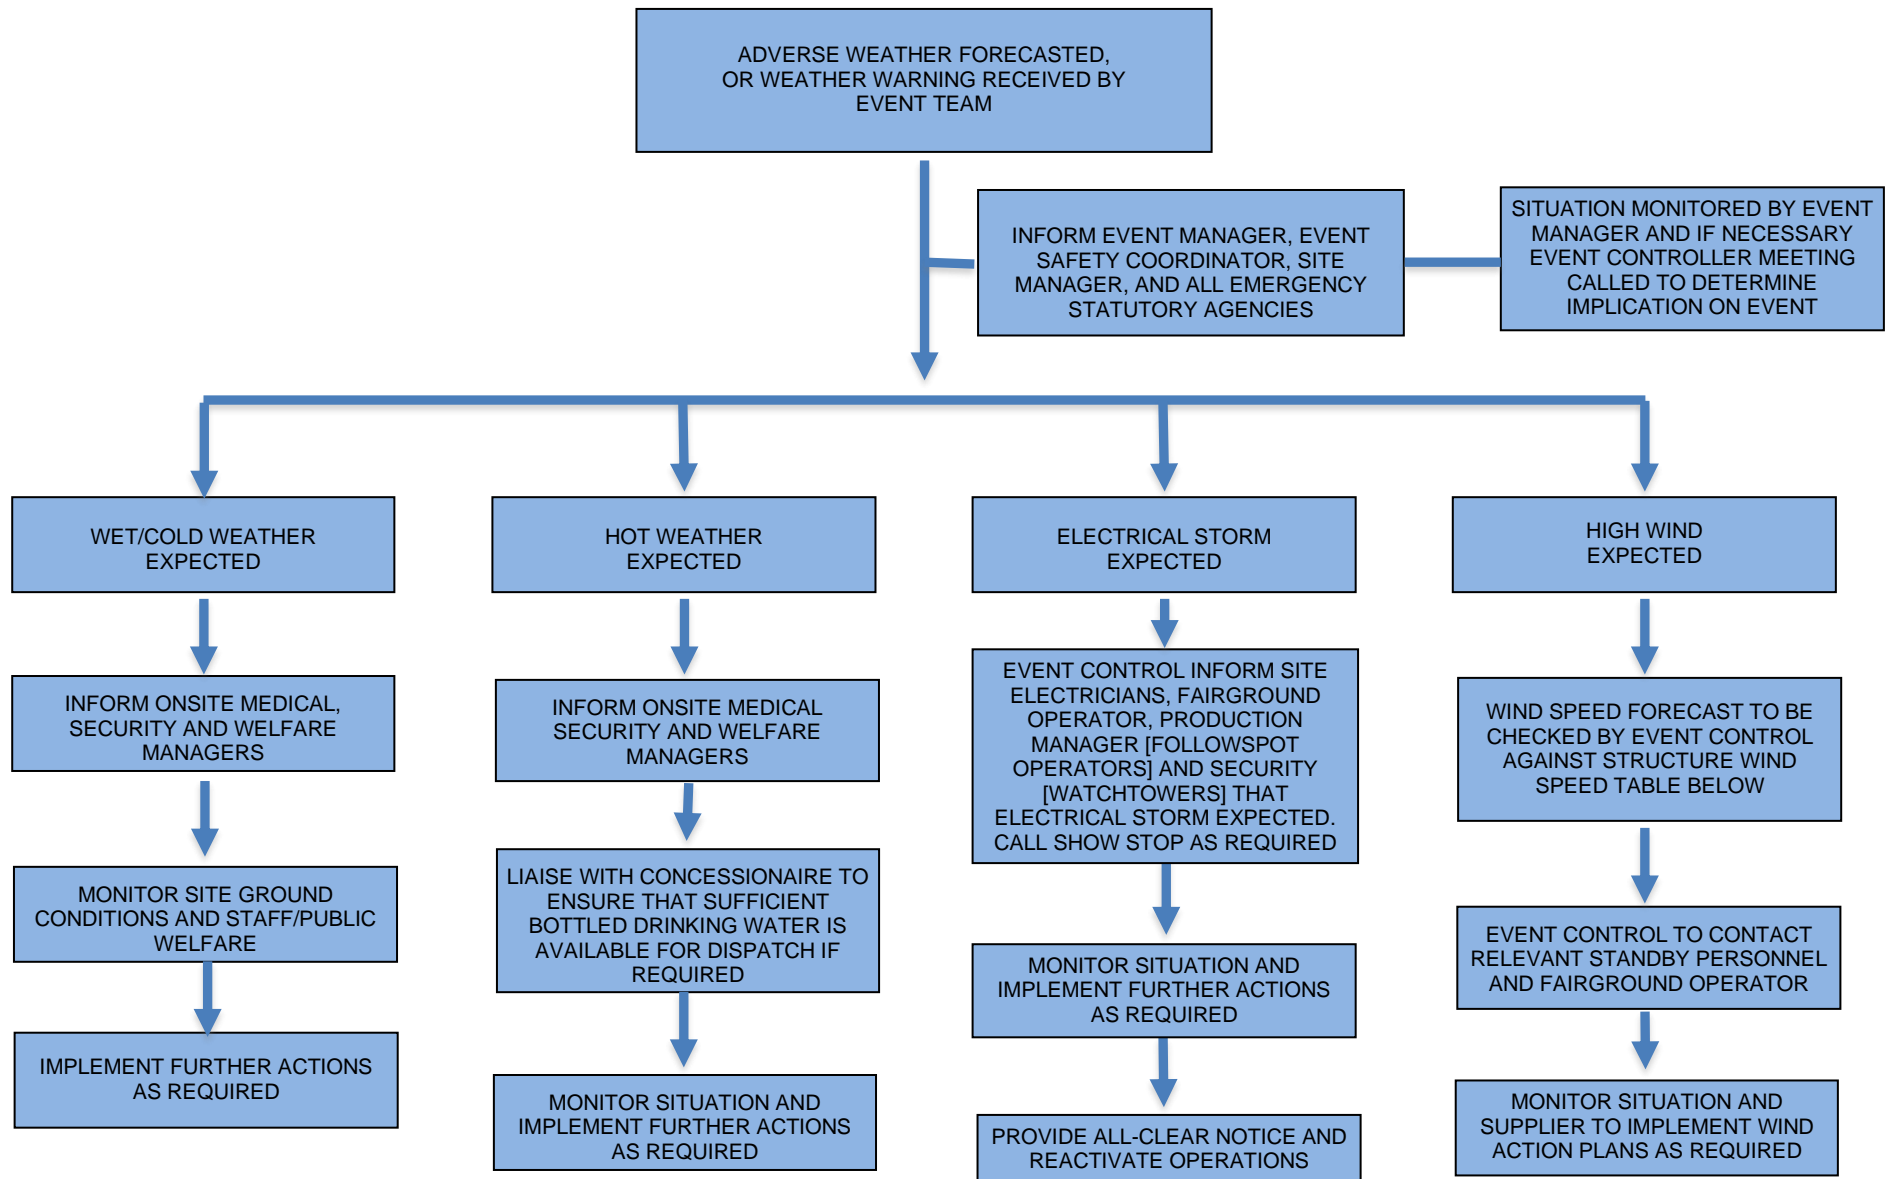 ADVERSE WEATHER FORECASTED,
OR WEATHER WARNING RECEIVED BY
EVENT TEAM
INFORM EVENT MANAGER, EVENT
SAFETY COORDINATOR, SITE
MANAGER, AND ALL EMERGENCY
STATUTORY AGENCIES
SITUATION MONITORED BY EVENT
MANAGER AND IF NECESSARY
EVENT CONTROLLER MEETING
CALLED TO DETERMINE
IMPLICATION ON EVENT
WET/COLD WEATHER
EXPECTED
INFORM ONSITE MEDICAL,
SECURITY AND WELFARE
MANAGERS
MONITOR SITE GROUND
CONDITIONS AND STAFF/PUBLIC
WELFARE
IMPLEMENT FURTHER ACTIONS
AS REQUIRED
HOT WEATHER
EXPECTED
INFORM ONSITE MEDICAL
SECURITY AND WELFARE
MANAGERS
LIAISE WITH CONCESSIONAIRE TO
ENSURE THAT SUFFICIENT
BOTTLED DRINKING WATER IS
AVAILABLE FOR DISPATCH IF
REQUIRED
MONITOR SITUATION AND
IMPLEMENT FURTHER ACTIONS
AS REQUIRED
ELECTRICAL STORM
EXPECTED
EVENT CONTROL INFORM SITE
ELECTRICIANS, FAIRGROUND
OPERATOR, PRODUCTION
MANAGER [FOLLOWSPOT
OPERATORS] AND SECURITY
[WATCHTOWERS] THAT
ELECTRICAL STORM EXPECTED.
CALL SHOW STOP AS REQUIRED
MONITOR SITUATION AND
IMPLEMENT FURTHER ACTIONS
AS REQUIRED
PROVIDE ALL-CLEAR NOTICE AND
REACTIVATE OPERATIONS
HIGH WIND
EXPECTED
WIND SPEED FORECAST TO BE
CHECKED BY EVENT CONTROL
AGAINST STRUCTURE WIND
SPEED TABLE BELOW
EVENT CONTROL TO CONTACT
RELEVANT STANDBY PERSONNEL
AND FAIRGROUND OPERATOR
MONITOR SITUATION AND
SUPPLIER TO IMPLEMENT WIND
ACTION PLANS AS REQUIRED